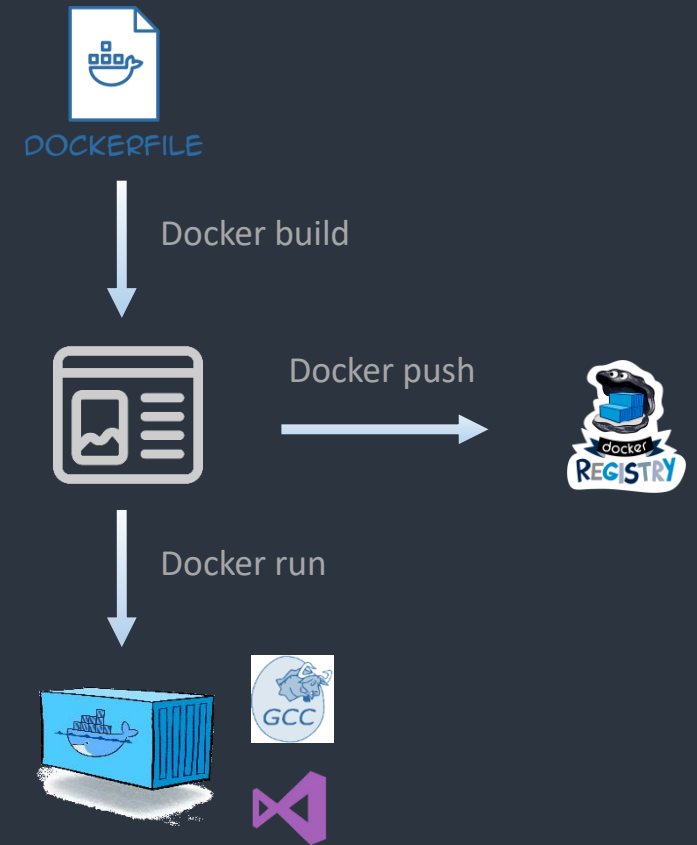 DOCKERFILE
Docker build
Docker push
docker
REGISTRY
Docker run
GCC